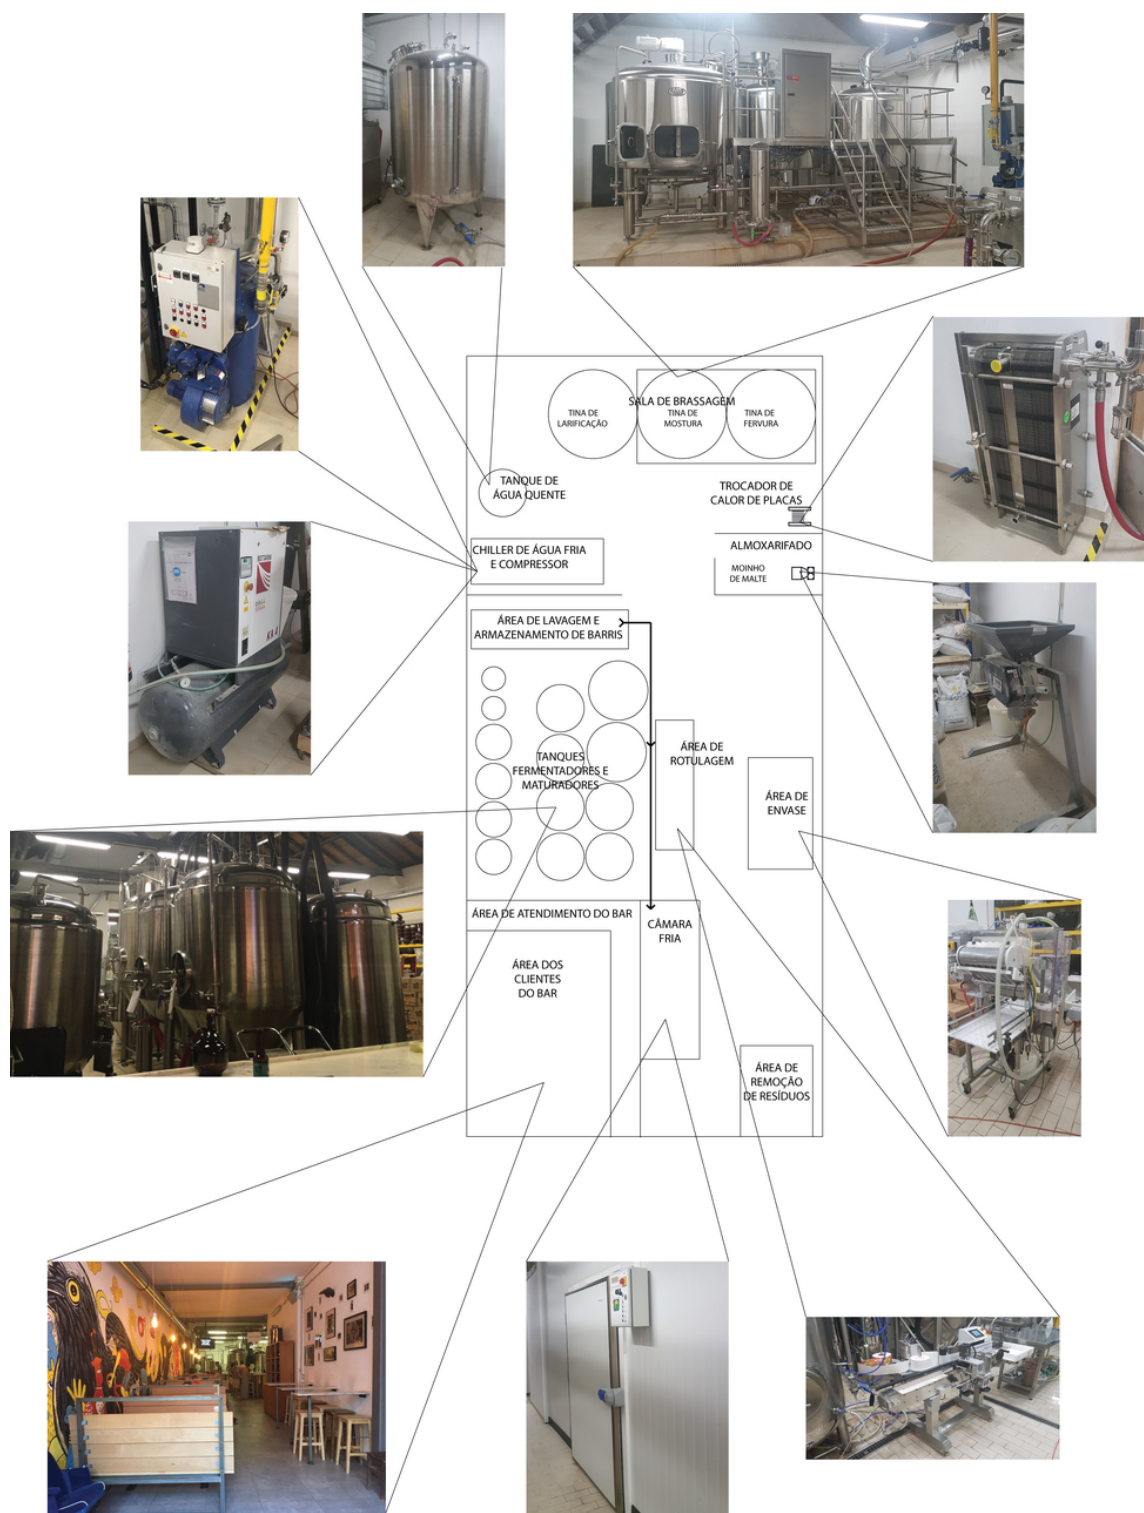 SALA DE BRASSAGEM
TINA DE
LARIFICAÇÃO
TINA DE
MOSTURA
TINA DE
FERVURA
TANQUE DE
ÁGUA QUENTE
TROCADOR DE
CALOR DE PLACAS
CHILLER DE ÁGUA FRIA
E COMPRESSOR
ALMOXARIFADO
MOINHO
DE MALTE
ÁREA DE LAVAGEM E
ARMAZENAMENTO DE BARRIS
TANQUES
FERMENTADORES E
MATURADORES
ÁREA DE
ROTULAGEM
ÁREA DE
ENVASE
ÁREA DE ATENDIMENTO DO BAR
CÂMARA
FRIA
ÁREA DOS
CLIENTES
DO BAR
ÁREA DE
REMOÇÃO
DE RESÍDUOS